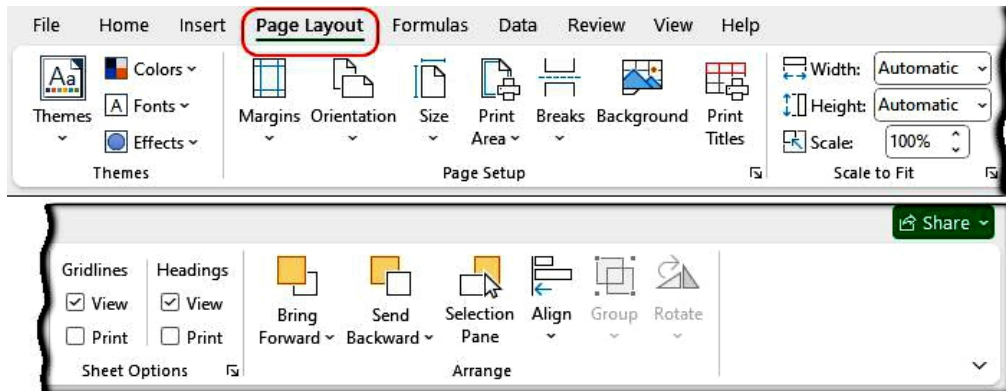 File Home Insert Page Layout Formulas Data Review View Help
Aa Colors Width: Automatic
A Fonts Themes Margins Orientation Size Print Breaks Background Print Height: Automatic
Effects Area Titles Scale: 100%
Themes Page Setup Scale to Fit
Share
Gridlines Headings
View View Bring Send Selection Align Group Rotate
Print Print Forward Backward Pane
Sheet Options Arrange